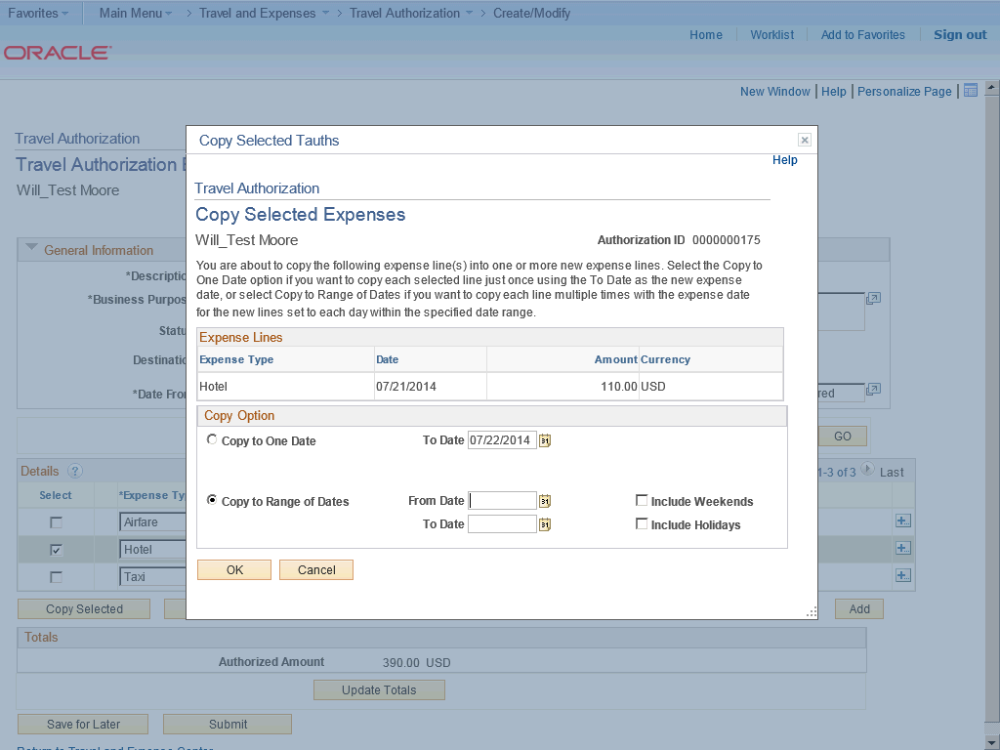 Favorites Main Menu > Travel and Expenses > Travel Authorization > Create/Modify
Home Worklist Add to Favorites Sign out
ORACLE
New Window Help Personalize Page
Travel Authorization
Travel Authorization
Will_Test Moore
General Information
*Business
Details ?
1-3 of 3 Last
GO
Select
Airfare
Hotel
Taxi
Copy Selected
Add
Totals
Authorized Amount 390.00 USD
Update Totals
Save for Later Submit
Copy Selected Tauths
Help
Travel Authorization
Copy Selected Expenses
Will_Test Moore Authorization ID 0000000175
You are about to copy the following expense line(s) into one or more new expense lines. Select the Copy to
One Date option if you want to copy each selected line just once using the To Date as the new expense
date, or select Copy to Range of Dates if you want to copy each line multiple times with the expense date
for the new lines set to each day within the specified date range.
Expense Lines
Expense Type Date Amount Currency
Hotel 07/21/2014 110.00 USD
Copy Option
Copy to One Date To Date 07/22/2014
Copy to Range of Dates From Date Include Weekends
To Date Include Holidays
OK Cancel